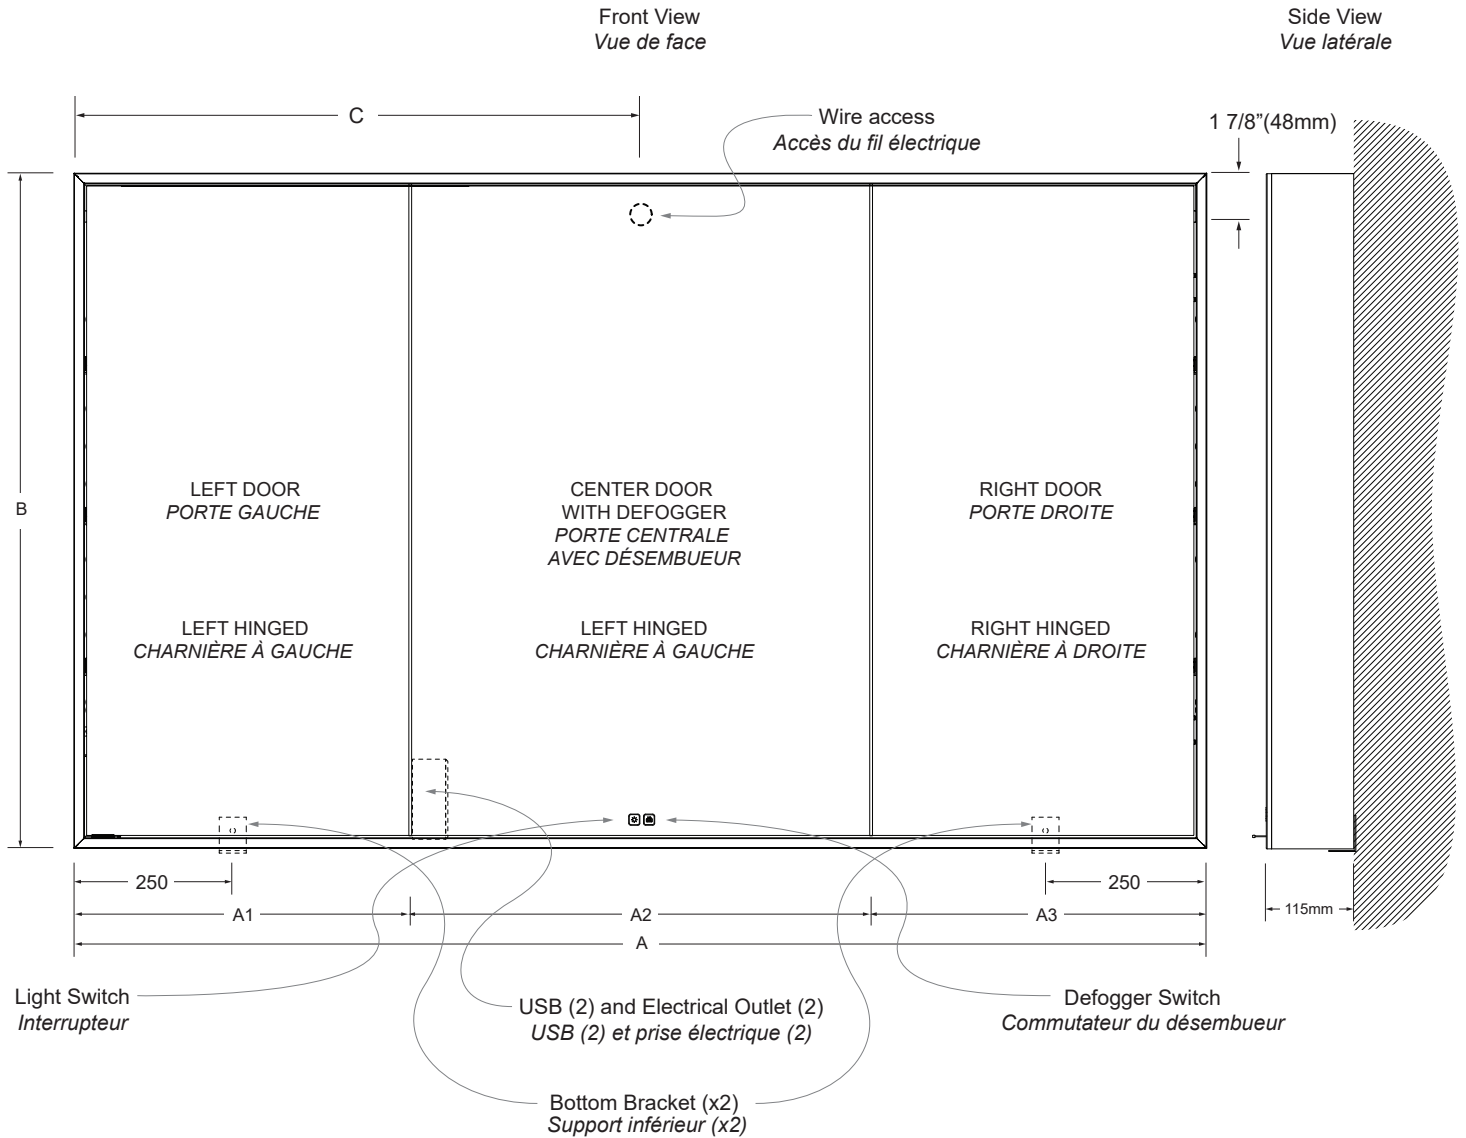 Front View
Vue de face
Side View
Vue latérale
C
Wire access
Accès du fil électrique
1 7/8”(48mm)
B
LEFT DOOR
PORTE GAUCHE
CENTER DOOR
WITH DEFOGGER
PORTE CENTRALE
AVEC DÉSEMBUEUR
RIGHT DOOR
PORTE DROITE
LEFT HINGED
CHARNIÈRE À GAUCHE
LEFT HINGED
CHARNIÈRE À GAUCHE
RIGHT HINGED
CHARNIÈRE À DROITE
250
250
A1
A2
A3
115mm
A
Light Switch
Interrupteur
USB (2) and Electrical Outlet (2)
USB (2) et prise électrique (2)
Defogger Switch
Commutateur du désembueur
Bottom Bracket (x2)
Support inférieur (x2)